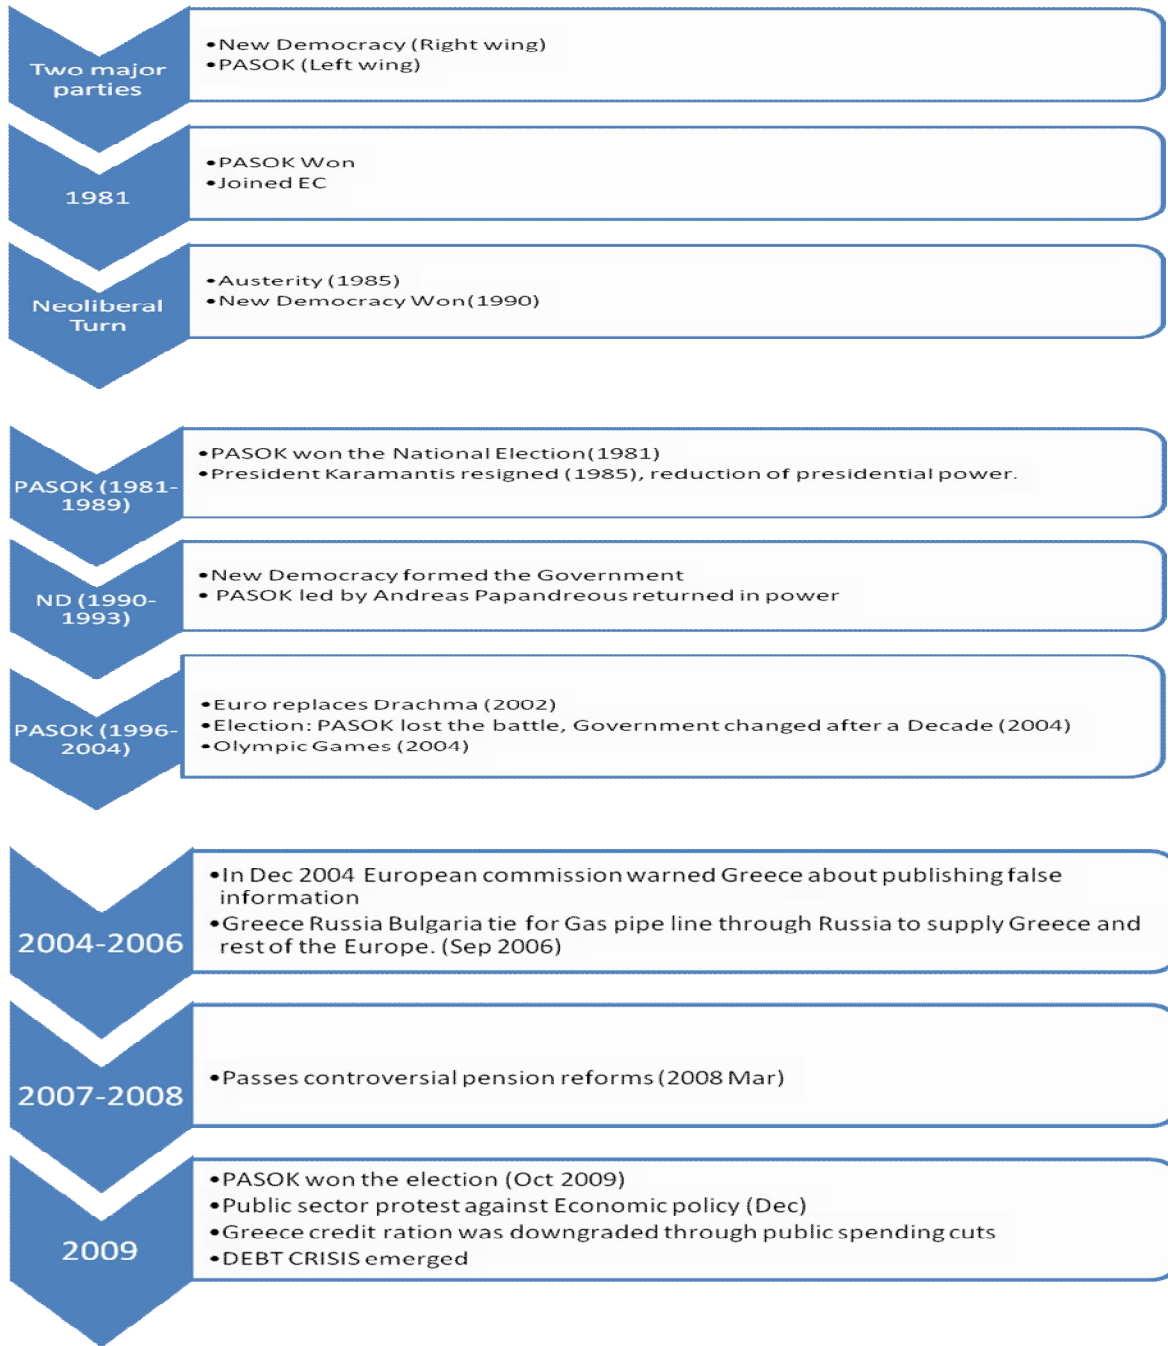 Two major
parties
•New Democracy (Right wing)
•PASOK (Left wing)
1981
•PASOK Won
•Joined EC
Neoliberal
Turn
•Austerity (1985)
•New Democracy Won(1990)
PASOK (1981-
1989)
•PASOK won the National Election(1981)
•President Karamantis resigned (1985), reduction of presidential power.
ND (1990-
1993)
•New Democracy formed the Government
• PASOK led by Andreas Papandreous returned in power
PASOK (1996-
2004)
•Euro replaces Drachma (2002)
•Election: PASOK lost the battle, Government changed after a Decade (2004)
•Olympic Games (2004)
2004-2006
•In Dec 2004 European commission warned Greece about publishing false
information
•Greece Russia Bulgaria tie for Gas pipe line through Russia to supply Greece and
rest of the Europe. (Sep 2006)
2007-2008
•Passes controversial pension reforms (2008 Mar)
2009
•PASOK won the election (Oct 2009)
•Public sector protest against Economic policy (Dec)
•Greece credit ration was downgraded through public spending cuts
•DEBT CRISIS emerged